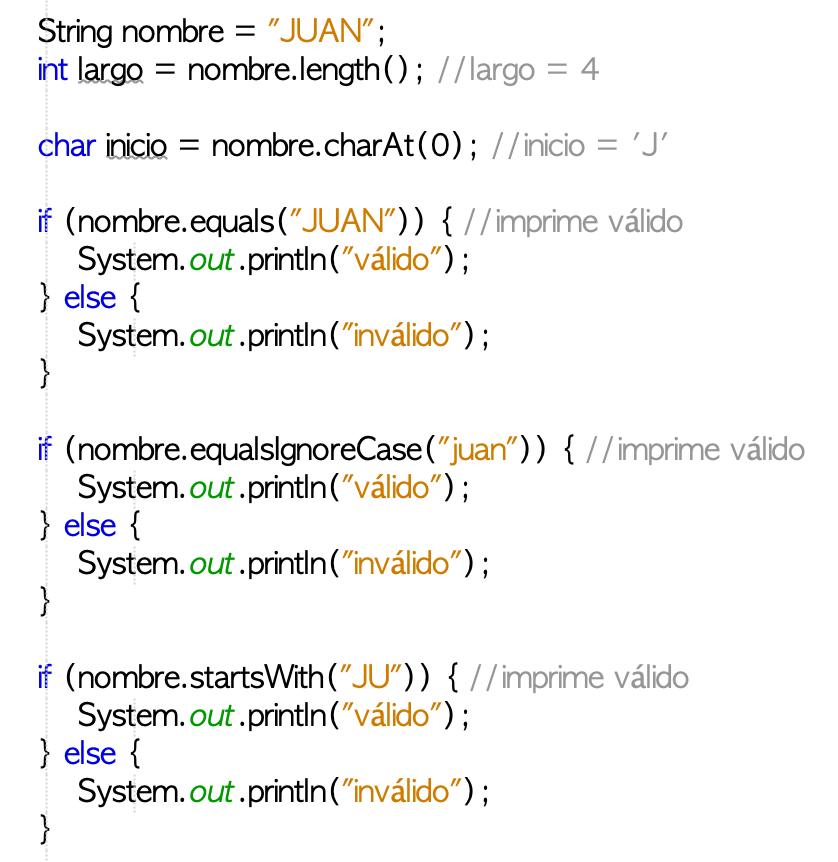 String nombre = "JUAN";
int largo = nombre.length(); //largo = 4
char inicio = nombre.charAt(0); //inicio = 'J'
if (nombre.equals("JUAN")) { //imprime válido
System.out.println("válido");
} else {
System.out.println("inválido");
}
if (nombre.equalsIgnoreCase("juan")) { //imprime válido
System.out.println("válido");
} else {
System.out.println("inválido");
}
if (nombre.startsWith("JU")) { //imprime válido
System.out.println("válido");
} else {
System.out.println("inválido");
}